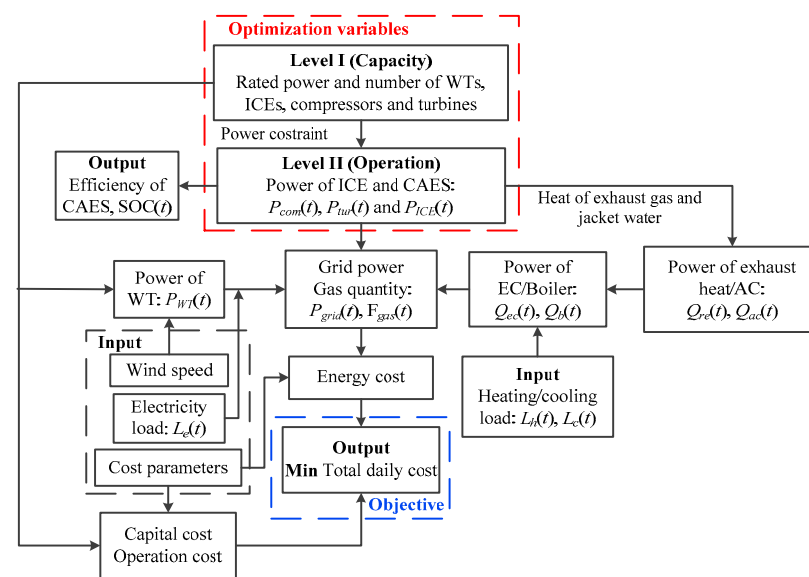 Optimization variables
Level I (Capacity)
Rated power and number of WTs,
ICEs, compressors and turbines
Power costraint
Output
Efficiency of
CAES, SOC(t)
Level II (Operation)
Power of ICE and CAES:
Pcom(t), Ptur(t) and PICE(t)
Heat of exhaust gas and
jacket water
Power of
WT: PWT(t)
Grid power
Gas quantity:
Pgrid(t), Fgas(t)
Power of
EC/Boiler:
Qec(t), Qb(t)
Power of exhaust
heat/AC:
Qre(t), Qac(t)
Input
Wind speed
Electricity
load: Le(t)
Cost parameters
Energy cost
Input
Heating/cooling
load: Lh(t), Lc(t)
Output
Min Total daily cost
Objective
Capital cost
Operation cost